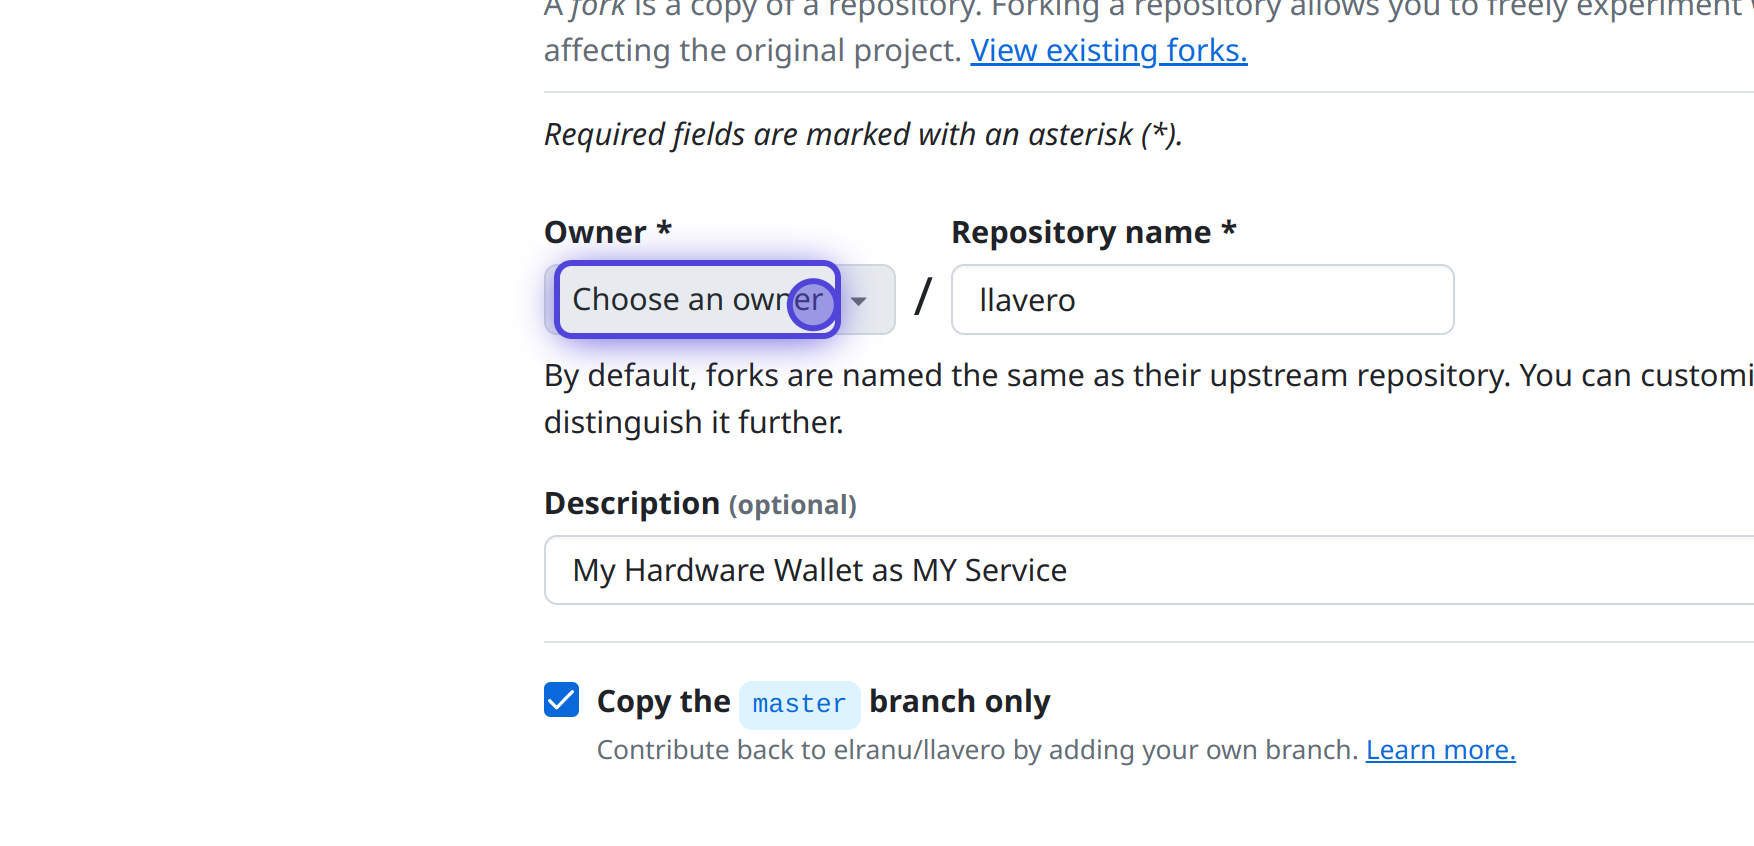 A fork is a copy of a repository. Forking a repository allows you to freely experiment
affecting the original project. View existing forks.
Required fields are marked with an asterisk (*).
Owner * Repository name *
Choose an owner / llavero
By default, forks are named the same as their upstream repository. You can customi
distinguish it further.
Description (optional)
My Hardware Wallet as MY Service
Copy the master branch only
Contribute back to elranu/llavero by adding your own branch. Learn more.